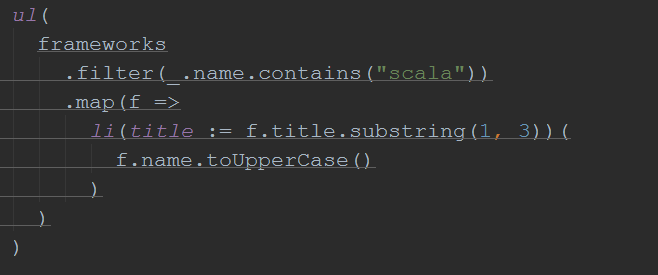 ul(
  frameworks
    .filter(_.name.contains("scala"))
    .map(f =>
      li(title := f.title.substring(1, 3))(
        f.name.toUpperCase()
      )
  )
)